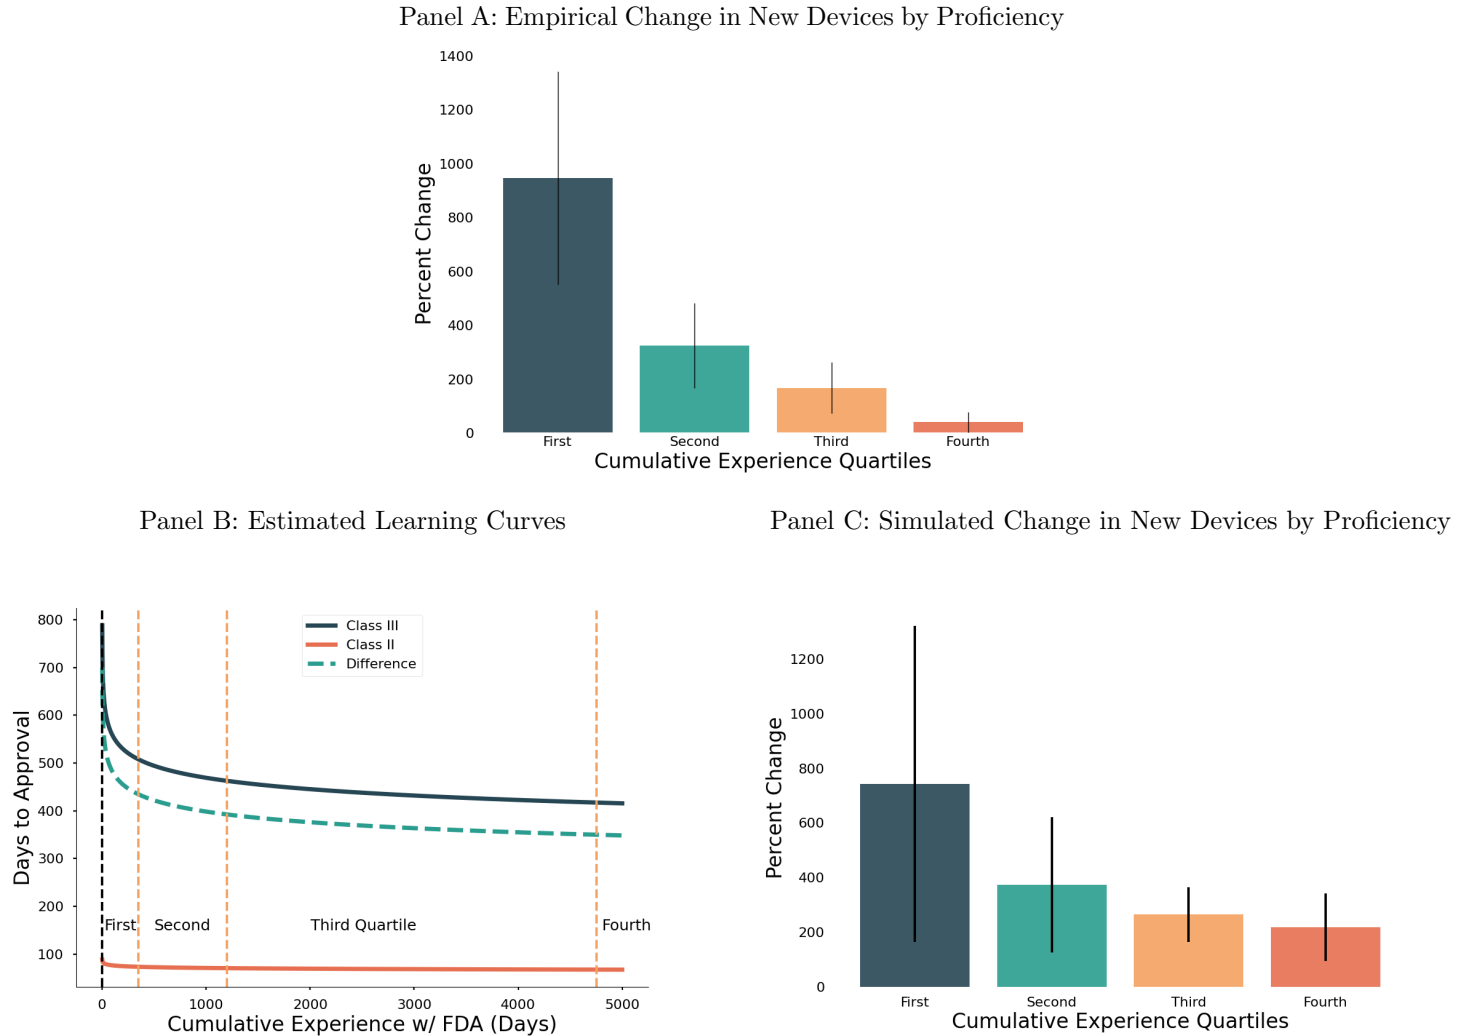 Panel A: Empirical Change in New Devices by Proficiency
1400
1200
1000
800
600
400
200
0
Percent Change
First Second Third Fourth
Cumulative Experience Quartiles
Panel B: Estimated Learning Curves
800
700
600
500
400
300
200
100
Days to Approval
Class III
Class II
Difference
First Second Third Quartile Fourth
0 1000 2000 3000 4000 5000
Cumulative Experience w/ FDA (Days)
Panel C: Simulated Change in New Devices by Proficiency
1200
1000
800
600
400
200
0
Percent Change
First Second Third Fourth
Cumulative Experience Quartiles